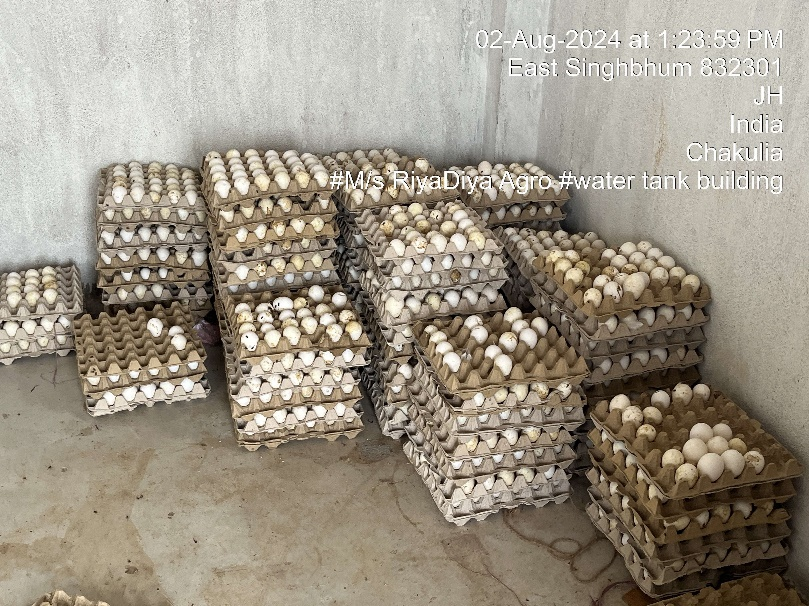 02-Aug-2024 at 1:23:59 PM
East Singhbhum 832301
JH
India
Chakulia
#M/s RiyaDiya Agro #water tank building